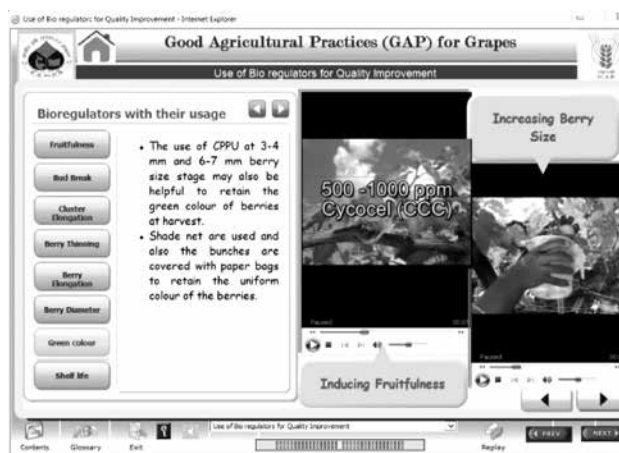 Use of Bio regulators for Quality Improvement - Internet Explorer
Good Agricultural Practices (GAP) for Grapes
Use of Bio regulators for Quality Improvement
Bioregulators with their usage
Fruitfulness
Bud Break
Cluster
Elongation
Berry Thinning
Berry
Elongation
Berry Diameter
Green colour
Shelf life
• The use of CPPU at 3-4
mm and 6-7 mm berry
size stage may also be
helpful to retain the
green colour of berries
at harvest.
• Shade net are used and
also the bunches are
covered with paper bags
to retain the uniform
colour of the berries.
500 -1000 ppm
Cycocel (CCC)
Paused
Inducing Fruitfulness
Increasing Berry
Size
Paused
Use of Bio regulators for Quality Improvement
Contents
Glossary
Exit
Replay
PREV
NEXT